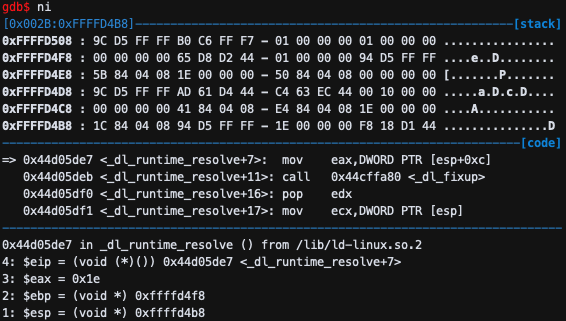 gdb$ ni
[0x002B:0xFFFFD4B8]------------------------------------------------------[stack]
0xFFFFD508 : 9C D5 FF FF B0 C6 FF F7 - 01 00 00 00 01 00 00 00 ................
0xFFFFD4F8 : 00 00 00 00 65 D8 D2 44 - 01 00 00 00 94 D5 FF FF ....e..D........
0xFFFFD4E8 : 5B 84 04 08 1E 00 00 00 - 50 84 04 08 00 00 00 00 [.......P.......
0xFFFFD4D8 : 9C D5 FF FF AD 61 D4 44 - C4 63 EC 44 00 10 00 00 .....a.D.c.D....
0xFFFFD4C8 : 00 00 00 00 41 84 04 08 - E4 84 04 08 1E 00 00 00 ....A...........
0xFFFFD4B8 : 1C 84 04 08 94 D5 FF FF - 1E 00 00 00 F8 18 D1 44 ...............D
[code]
=> 0x44d05de7 <_dl_runtime_resolve+7>: mov eax,DWORD PTR [esp+0xc]
0x44d05deb <_dl_runtime_resolve+11>: call 0x44cffa80 <_dl_fixup>
0x44d05df0 <_dl_runtime_resolve+16>: pop edx
0x44d05df1 <_dl_runtime_resolve+17>: mov ecx,DWORD PTR [esp]
0x44d05de7 in _dl_runtime_resolve () from /lib/ld-linux.so.2
4: $eip = (void (*)()) 0x44d05de7 <_dl_runtime_resolve+7>
3: $eax = 0x1e
2: $ebp = (void *) 0xffffd4f8
1: $esp = (void *) 0xffffd4b8